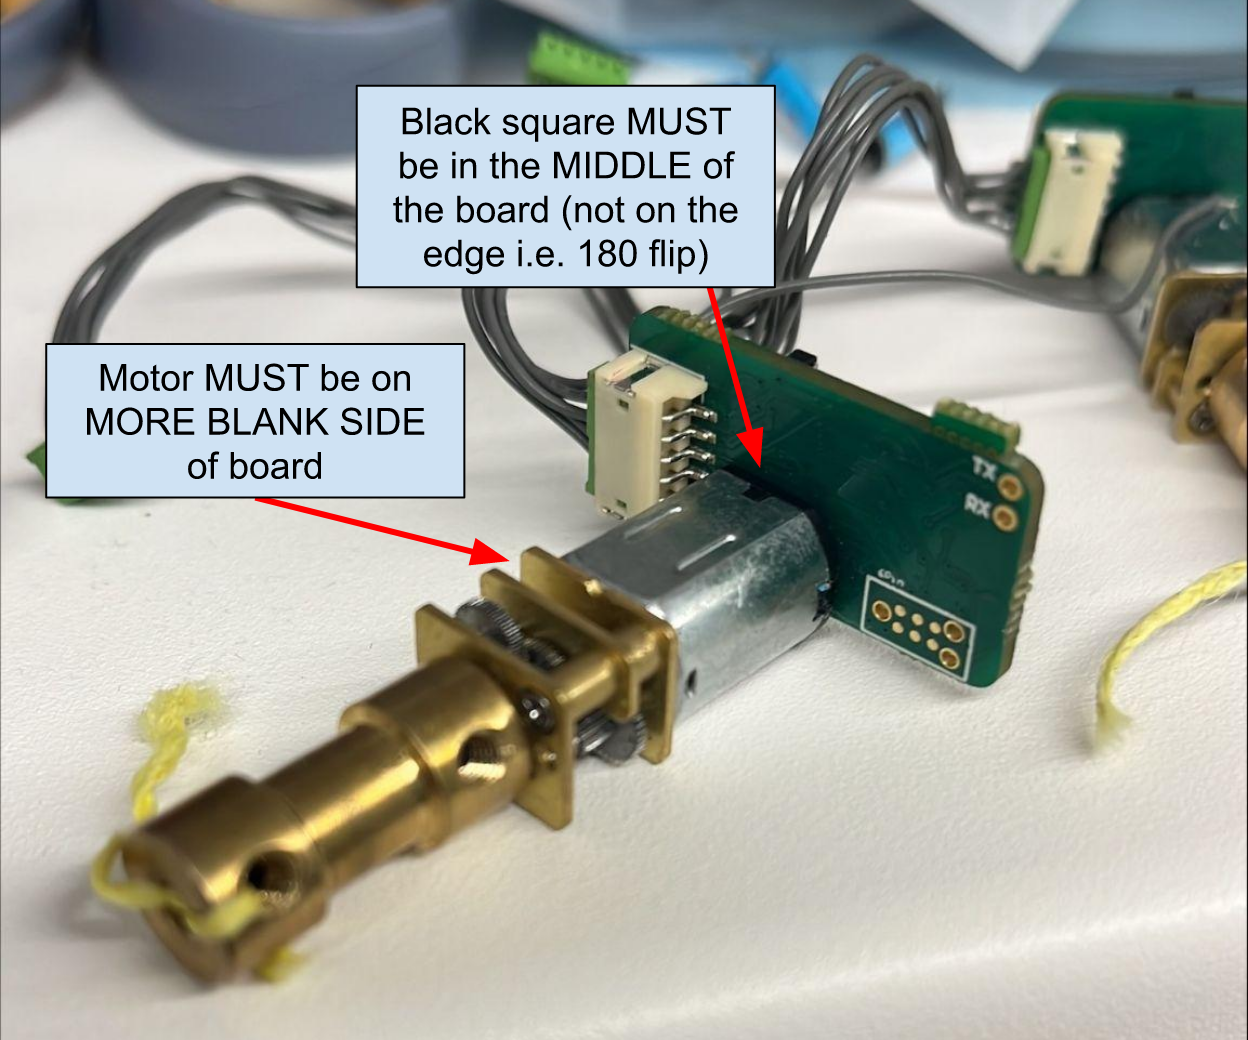 Black square MUST
be in the MIDDLE of
the board (not on the
edge i.e. 180 flip)
Motor MUST be on
MORE BLANK SIDE
of board
TX
RX